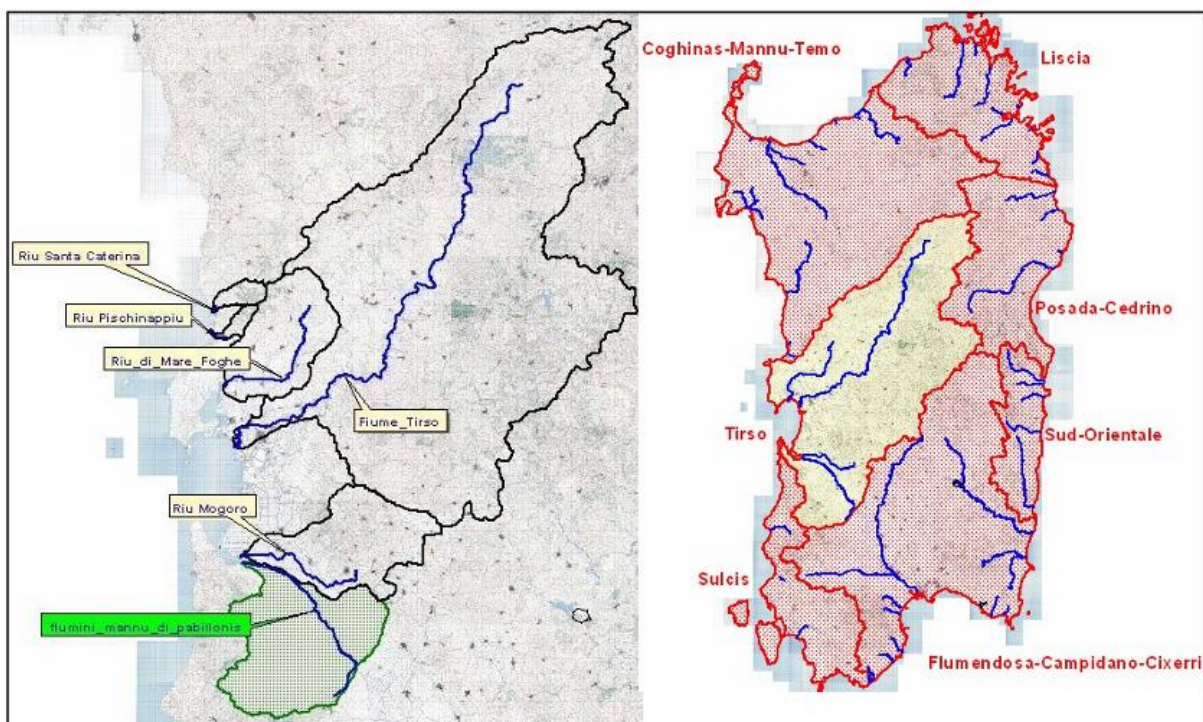 Riu Santa Caterina
Riu Pischinappiu
Riu_di_Mare_Foghe
Fiume_Tirso
Riu Mogoro
flumini_mannu_di_pabillonis
Coghinas-Mannu-Temo
Liscia
Posada-Cedrino
Tirso
Sud-Orientale
Sulcis
Flumendosa-Campidano-Cixerri